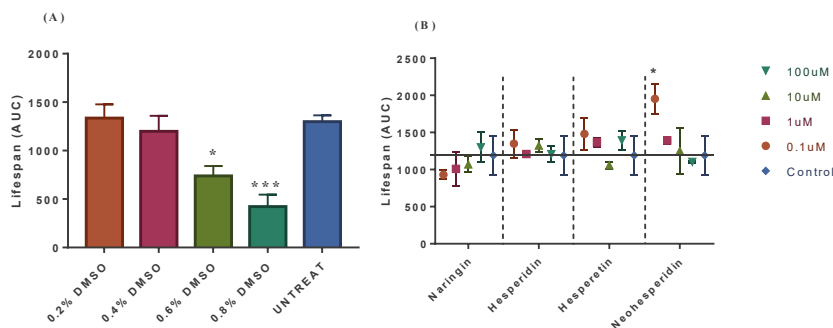 (A)
Lifespan (AUC)
2000
1500
1000
500
0
*
***
0.2% DMSO
0.4% DMSO
0.6% DMSO
0.8% DMSO
UNTREAT
(B)
Lifespan (AUC)
2500
2000
1500
1000
500
0
*
Naringin
Hesperidin
Hesperetin
Neohesperidin
100uM
10uM
1uM
0.1uM
Control